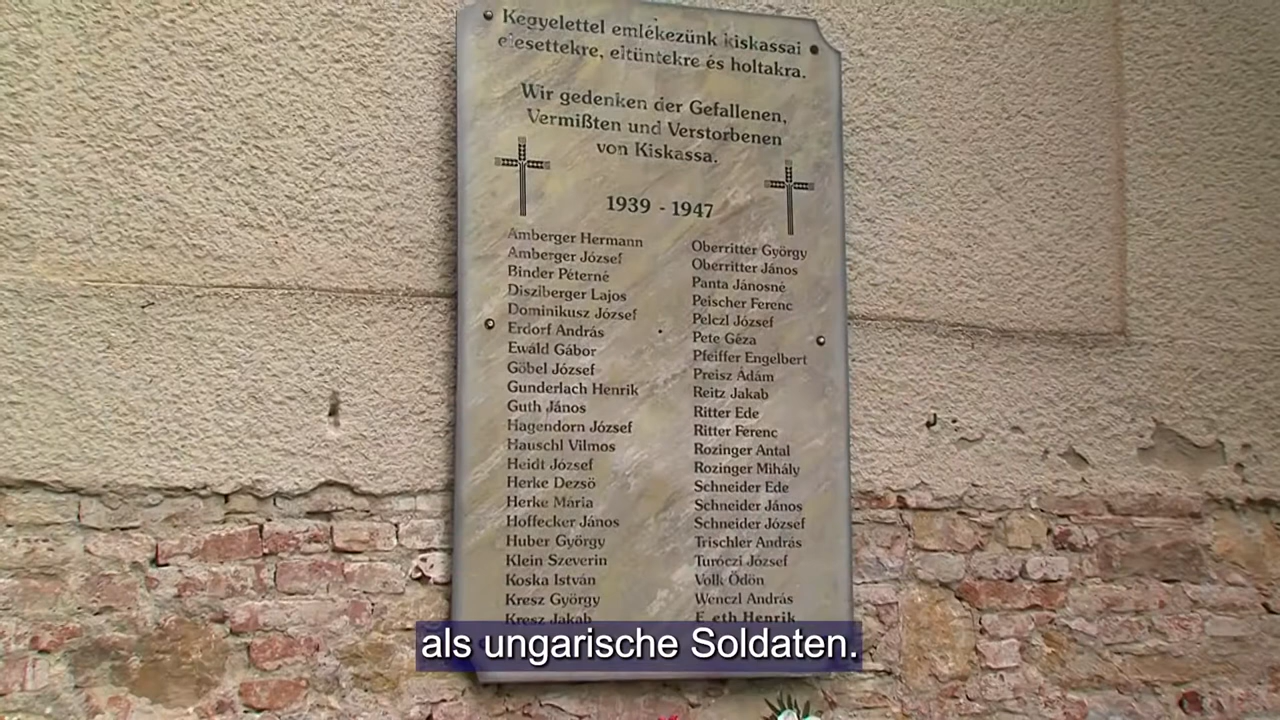 Kegyelettel emlékezünk kiskassai
elesettekre, eltüntekre és holtakra.
Wir gedenken der Gefallenen,
Vermißten und Verstorbenen
von Kiskassa.
1939 - 1947
Amberger Hermann
Amberger József
Binder Péterné
Disziberger Lajos
Dominikusz József
Erdorf András
Ewald Gábor
Göbel József
Gunderlach Henrik
Guth János
Hagendorn József
Hauschl Vilmos
Heidt József
Herke Dezsö
Herke Mária
Hoffecker János
Huber György
Klein Szeverin
Koska István
Kresz György
Kresz Jakab
Oberritter György
Oberritter János
Panta Jánosné
Peischer Ferenc
Pelczl József
Pete Géza
Pfeiffer Engelbert
Preisz Ádám
Reitz Jakab
Ritter Ede
Ritter Ferenc
Rozinger Antal
Rozinger Mihály
Schneider Ede
Schneider János
Schneider József
Trischler András
Turóczi József
Volk Ödön
Wenczl András
Henrik
als ungarische Soldaten.